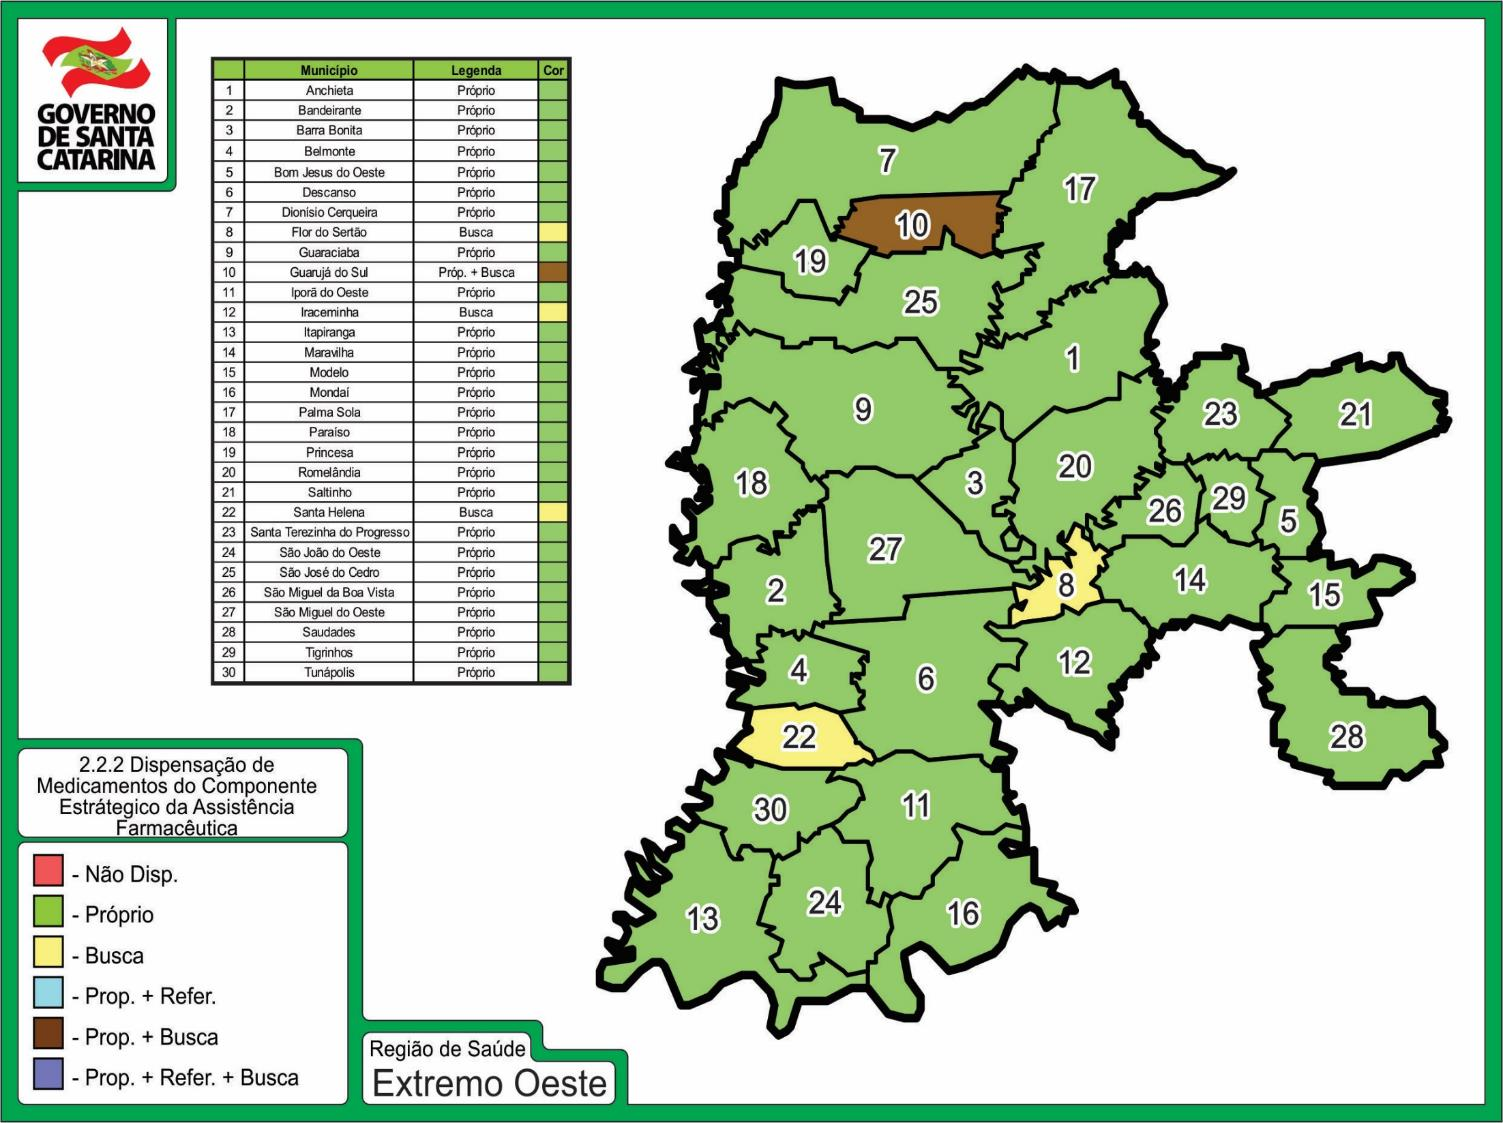 GOVERNO
DE SANTA
CATARINA
Município Legenda Cor
1 Anchieta Próprio
2 Bandeirante Próprio
3 Barra Bonita Próprio
4 Belmonte Próprio
5 Bom Jesus do Oeste Próprio
6 Descanso Próprio
7 Dionísio Cerqueira Próprio
8 Flor do Sertão Busca
9 Guaraciaba Próprio
10 Guarujá do Sul Próp. + Busca
11 Iporã do Oeste Próprio
12 Iraceminha Busca
13 Itapiranga Próprio
14 Maravilha Próprio
15 Modelo Próprio
16 Mondaí Próprio
17 Palma Sola Próprio
18 Paraíso Próprio
19 Princesa Próprio
20 Romelândia Próprio
21 Saltinho Próprio
22 Santa Helena Busca
23 Santa Terezinha do Progresso Próprio
24 São João do Oeste Próprio
25 São José do Cedro Próprio
26 São Miguel da Boa Vista Próprio
27 São Miguel do Oeste Próprio
28 Saudades Próprio
29 Tigrinhos Próprio
30 Tunápolis Próprio
7
17
10
19
25
1
9
23
21
20
3
18
26
29
5
27
2
8
14
15
12
4
6
22
28
30
11
13
24
16
2.2.2 Dispensação de
Medicamentos do Componente
Estrátegico da Assistência
Farmacêutica
- Não Disp.
- Próprio
- Busca
- Prop. + Refer.
- Prop. + Busca
- Prop. + Refer. + Busca
Região de Saúde
Extremo Oeste